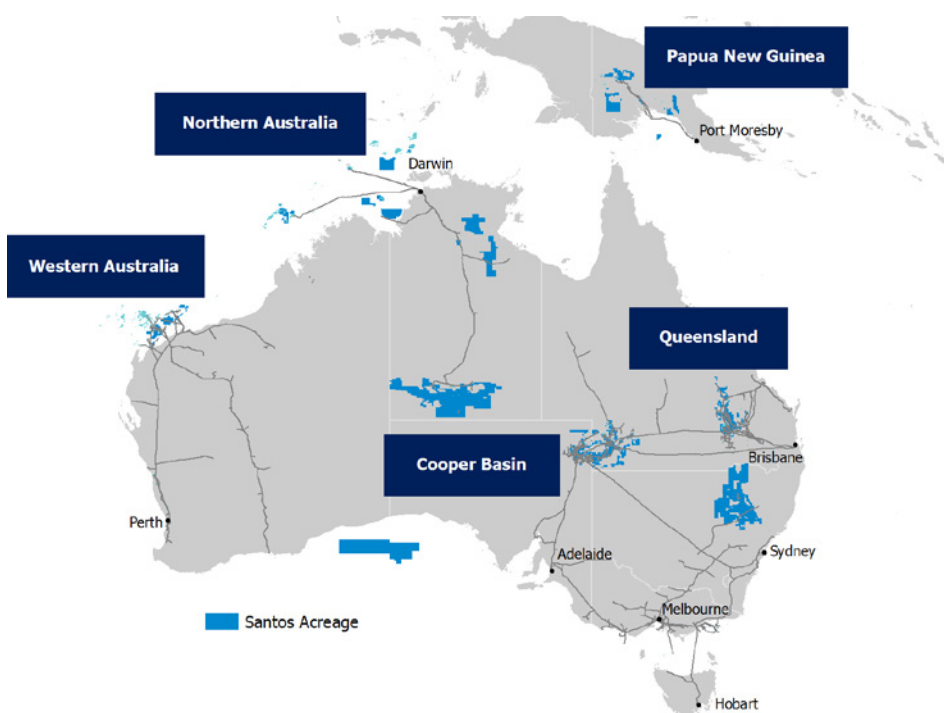 Papua New Guinea
Northern Australia
Port Moresby
Darwin
Western Australia
Queensland
Cooper Basin
Brisbane
Perth
Adelaide
Sydney
Melbourne
Santos Acreage
Hobart